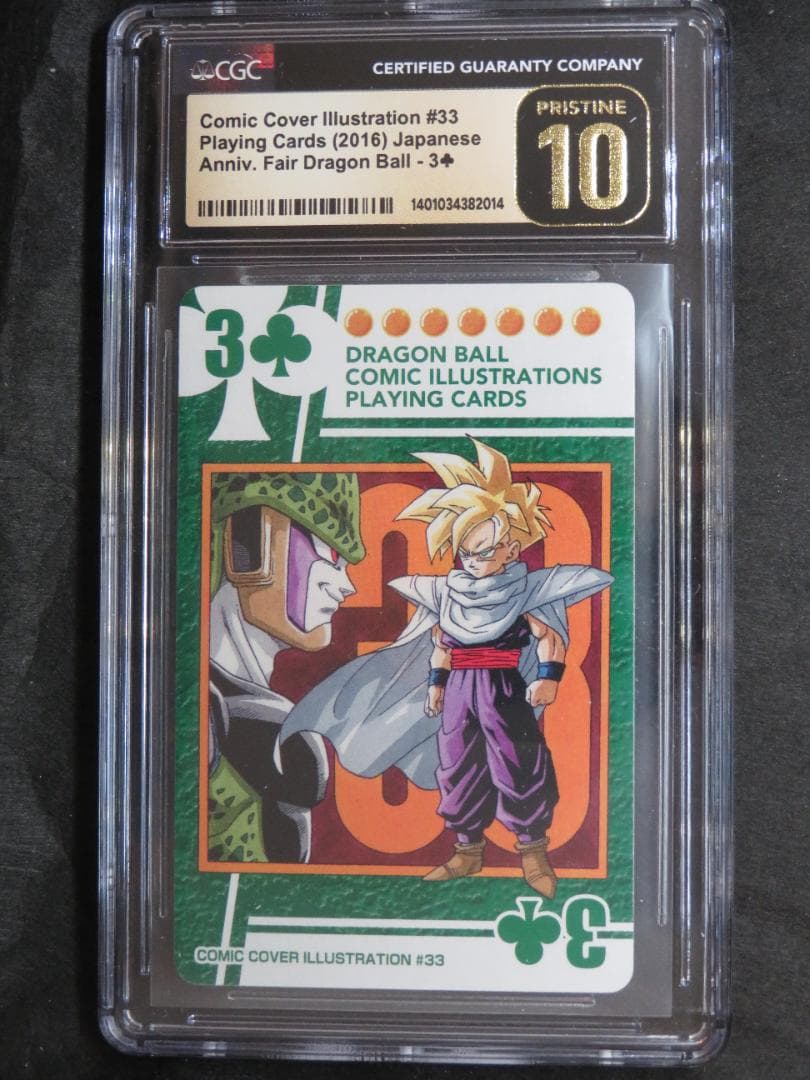 CGC
CERTIFIED GUARANTY COMPANY
Comic Cover Illustration #33
Playing Cards (2016) Japanese
Anniv. Fair Dragon Ball - 3♣
1401034382014
PRISTINE
10
3♣
DRAGON BALL
COMIC ILLUSTRATIONS
PLAYING CARDS
33
♣3
COMIC COVER ILLUSTRATION #33